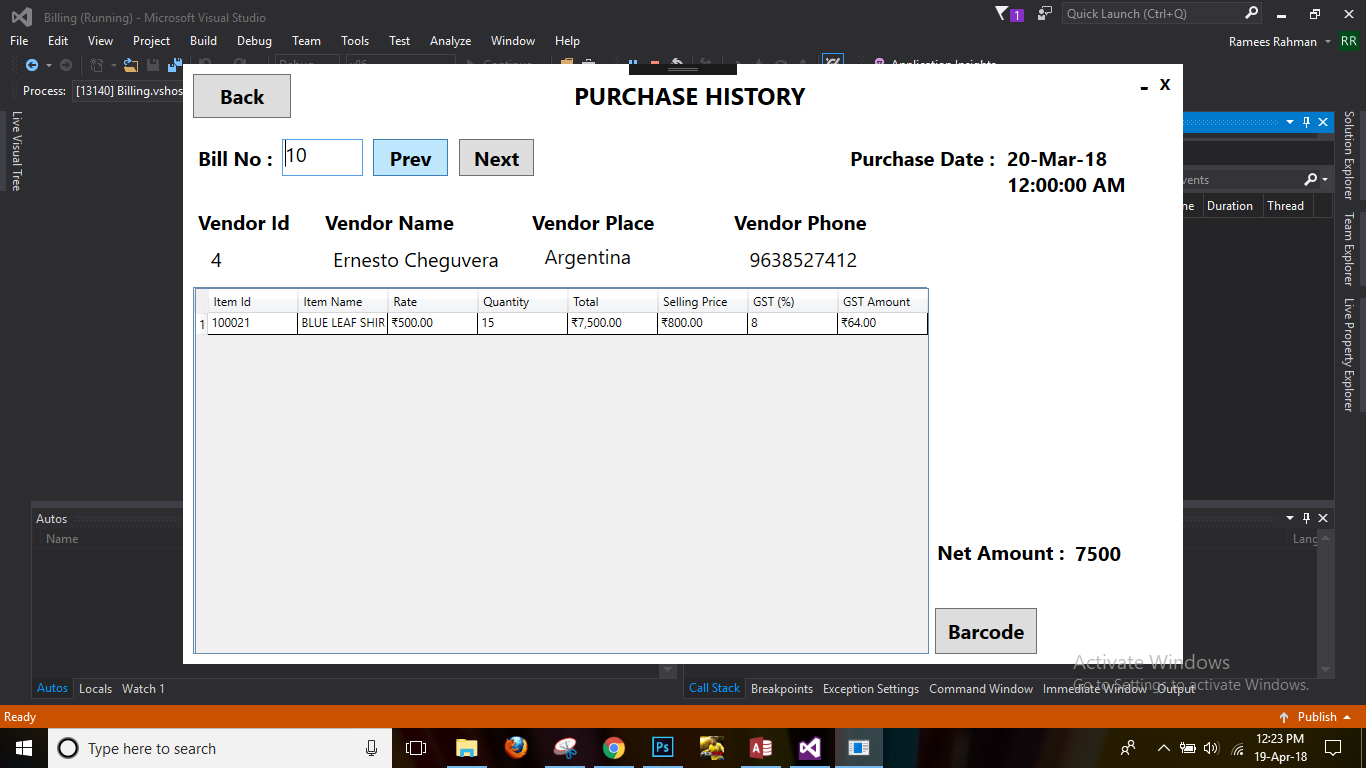 Billing (Running) - Microsoft Visual Studio
1
Quick Launch (Ctrl+Q)
File Edit View Project Build Debug Team Tools Test Analyze Window Help
Ramees Rahman RR
Process: [13140] Billing.vshos
Live Visual Tree
Back
PURCHASE HISTORY
- X
Bill No : 10 Prev Next
Purchase Date : 20-Mar-18
12:00:00 AM
Vendor Id Vendor Name Vendor Place Vendor Phone
4 Ernesto Cheguvera Argentina 9638527412
Item Id Item Name Rate Quantity Total Selling Price GST (%) GST Amount
1 100021 BLUE LEAF SHIR ₹500.00 15 ₹7,500.00 ₹800.00 8 ₹64.00
Net Amount : 7500
Barcode
Duration Thread
Solution Explorer
Team Explorer
Live Property Explorer
Autos
Name
Lang
Autos Locals Watch 1
Call Stack Breakpoints Exception Settings Command Window Immediate Window Output
Activate Windows
Go to Settings to activate Windows.
Ready
Publish
Type here to search
Ps
12:23 PM
19-Apr-18